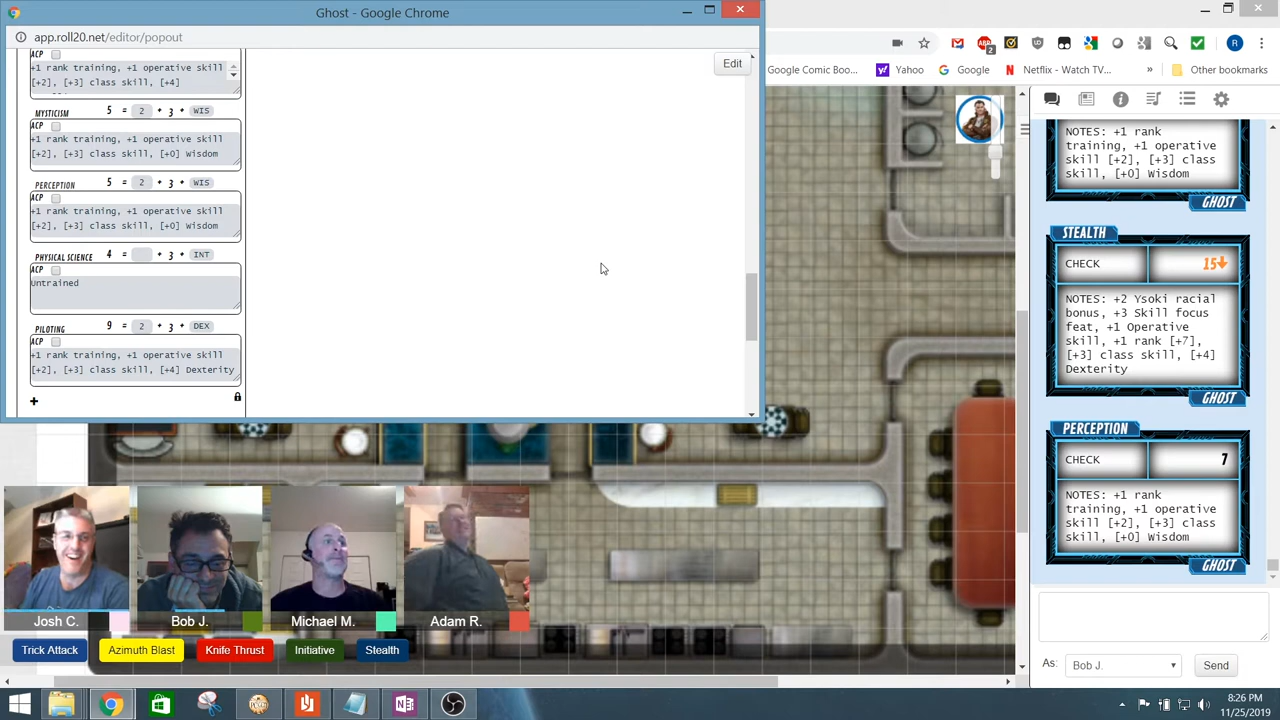 Ghost - Google Chrome
app.roll20.net/editor/popout
Edit
ACP
+1 rank training, +1 operative skill
[+2], [+3] class skill, [+4]
MYSTICISM 5 = 2 + 3 + WIS
ACP
+1 rank training, +1 operative skill
[+2], [+3] class skill, [+0] wisdom
PERCEPTION 5 = 2 + 3 + WIS
ACP
+1 rank training, +1 operative skill
[+2], [+3] class skill, [+0] Wisdom
PHYSICAL SCIENCE 4 = + 3 + INT
ACP
Untrained
PILOTING 9 = 2 + 3 + DEX
ACP
+1 rank training, +1 operative skill
[+2], [+3] class skill, [+4] Dexterity
+
2
R
Google Comic Boo...
Yahoo
Google
Netflix - Watch TV...
»
Other bookmarks
NOTES: +1 rank
training, +1 operative
skill [+2], [+3] class
skill, [+0] Wisdom
GHOST
STEALTH
CHECK 15
NOTES: +2 Ysoki racial
bonus, +3 Skill focus
feat, +1 Operative
skill, +1 rank [+7],
[+3] class skill, [+4]
Dexterity
GHOST
PERCEPTION
CHECK 7
NOTES: +1 rank
training, +1 operative
skill [+2], [+3] class
skill, [+0] Wisdom
GHOST
As: Bob J. Send
Josh C. Bob J. Michael M. Adam R.
Trick Attack Azimuth Blast Knife Thrust Initiative Stealth
8:26 PM
11/25/2019